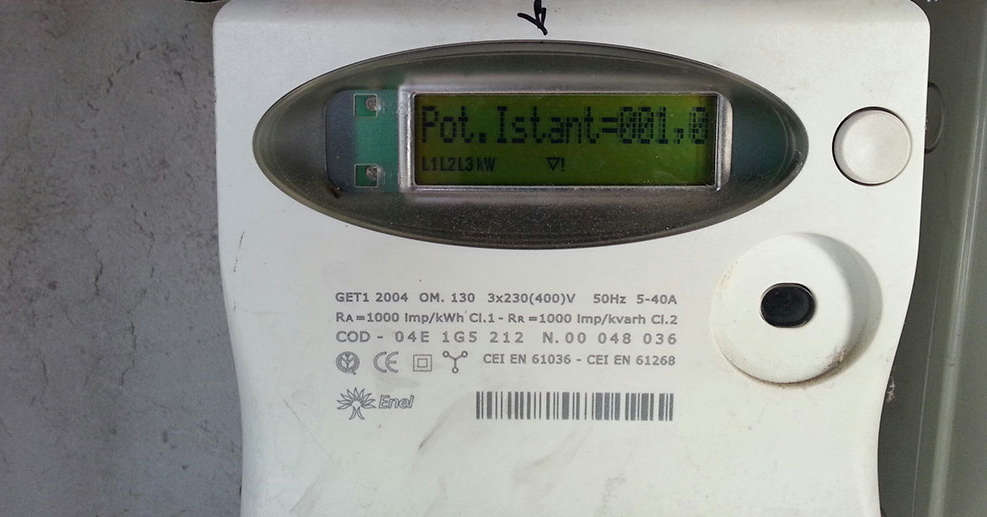 Pot.Istant=001,0
L1L2L3 kW ▽!
GET1 2004 OM. 130 3x230(400)V 50Hz 5-40A
RA=1000 imp/kWh Cl.1 - RR=1000 imp/kvarh Cl.2
COD - 04E 1G5 212 N.00 048 036
CE CEI EN 61036 - CEI EN 61268
Enel